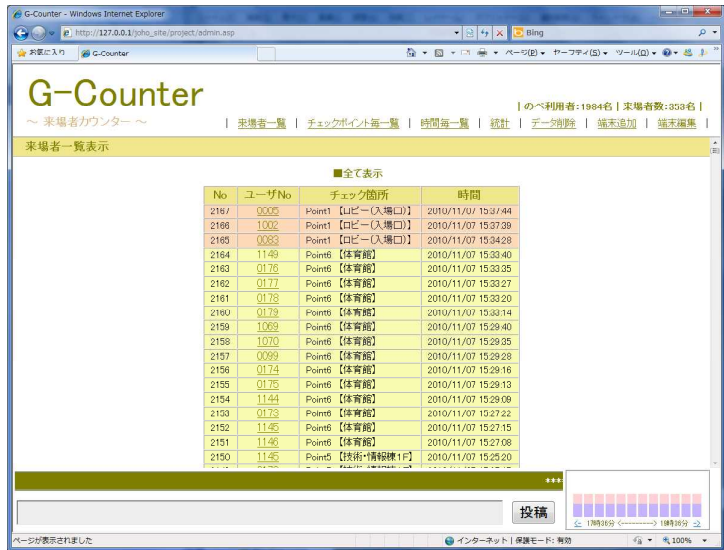 G-Counter - Windows Internet Explorer
http://127.0.0.1/joho_site/project/admin.asp
Bing
お気に入り G-Counter ページ(P) セーフティ(S) ツール(O)
G-Counter
|のべ利用者:1984名|来場者数:353名|
～ 来場者カウンター ～
| 来場者一覧 | チェックポイント毎一覧 | 時間毎一覧 | 統計 | データ削除 | 端末追加 | 端末編集 |
来場者一覧表示
■全て表示
No ユーザNo チェック箇所 時間
2167 0005 Point1 【ロビー(入場口)】 2010/11/07 15:37:44
2166 1002 Point1 【ロビー(入場口)】 2010/11/07 15:37:39
2165 0083 Point1 【ロビー(入場口)】 2010/11/07 15:34:28
2164 1149 Point6 【体育館】 2010/11/07 15:33:40
2163 0176 Point6 【体育館】 2010/11/07 15:33:35
2162 0177 Point6 【体育館】 2010/11/07 15:33:27
2161 0178 Point6 【体育館】 2010/11/07 15:33:20
2160 0179 Point6 【体育館】 2010/11/07 15:33:14
2159 1069 Point6 【体育館】 2010/11/07 15:29:40
2158 1070 Point6 【体育館】 2010/11/07 15:29:35
2157 0099 Point6 【体育館】 2010/11/07 15:29:28
2156 0174 Point6 【体育館】 2010/11/07 15:29:16
2155 0175 Point6 【体育館】 2010/11/07 15:29:13
2154 1144 Point6 【体育館】 2010/11/07 15:29:09
2153 0173 Point6 【体育館】 2010/11/07 15:27:22
2152 1145 Point6 【体育館】 2010/11/07 15:27:15
2151 1146 Point6 【体育館】 2010/11/07 15:27:08
2150 1145 Point5 【技術・情報棟1F】 2010/11/07 15:25:20
***
投稿
<- 17時36分 <----------> 19時36分 ->
ページが表示されました インターネット | 保護モード: 有効 100%